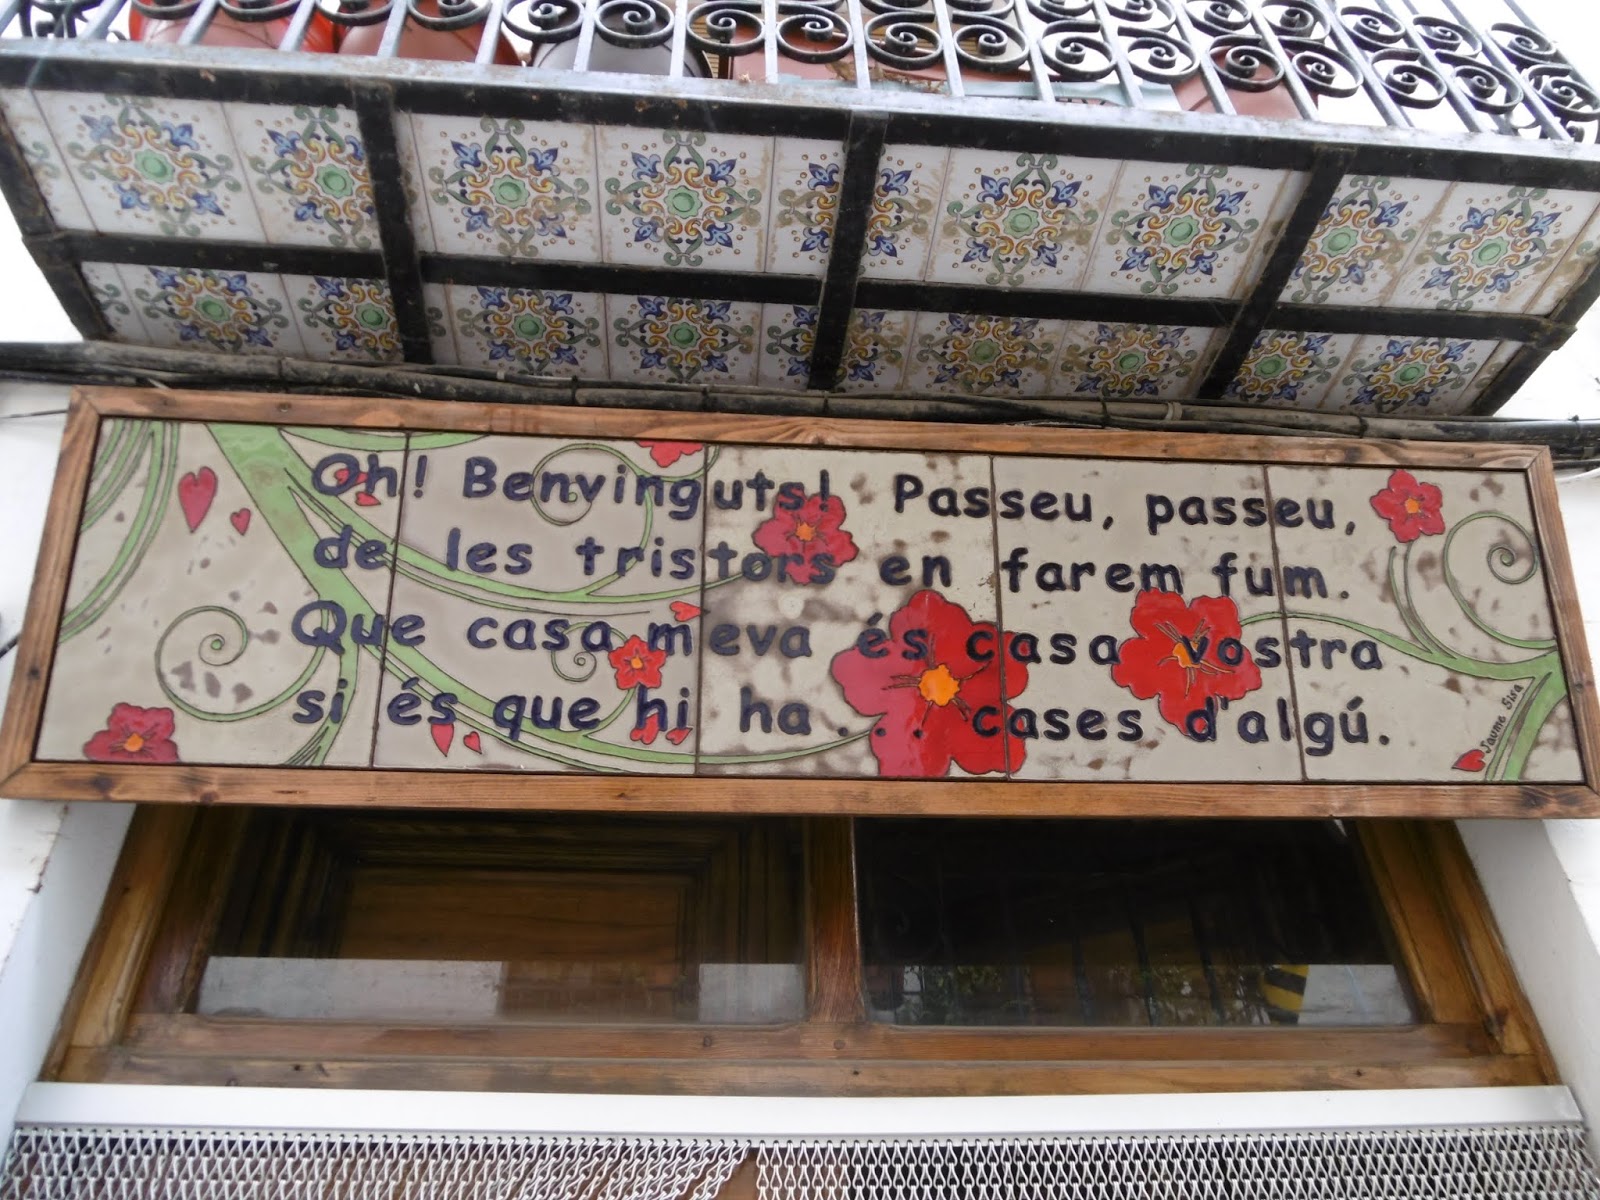 Oh! Benvinguts! Passeu, passeu,
de les tristors en farem fum.
Que casa meva és casa vostra
si és que hi ha... cases d'algú.
Jaume Sisa